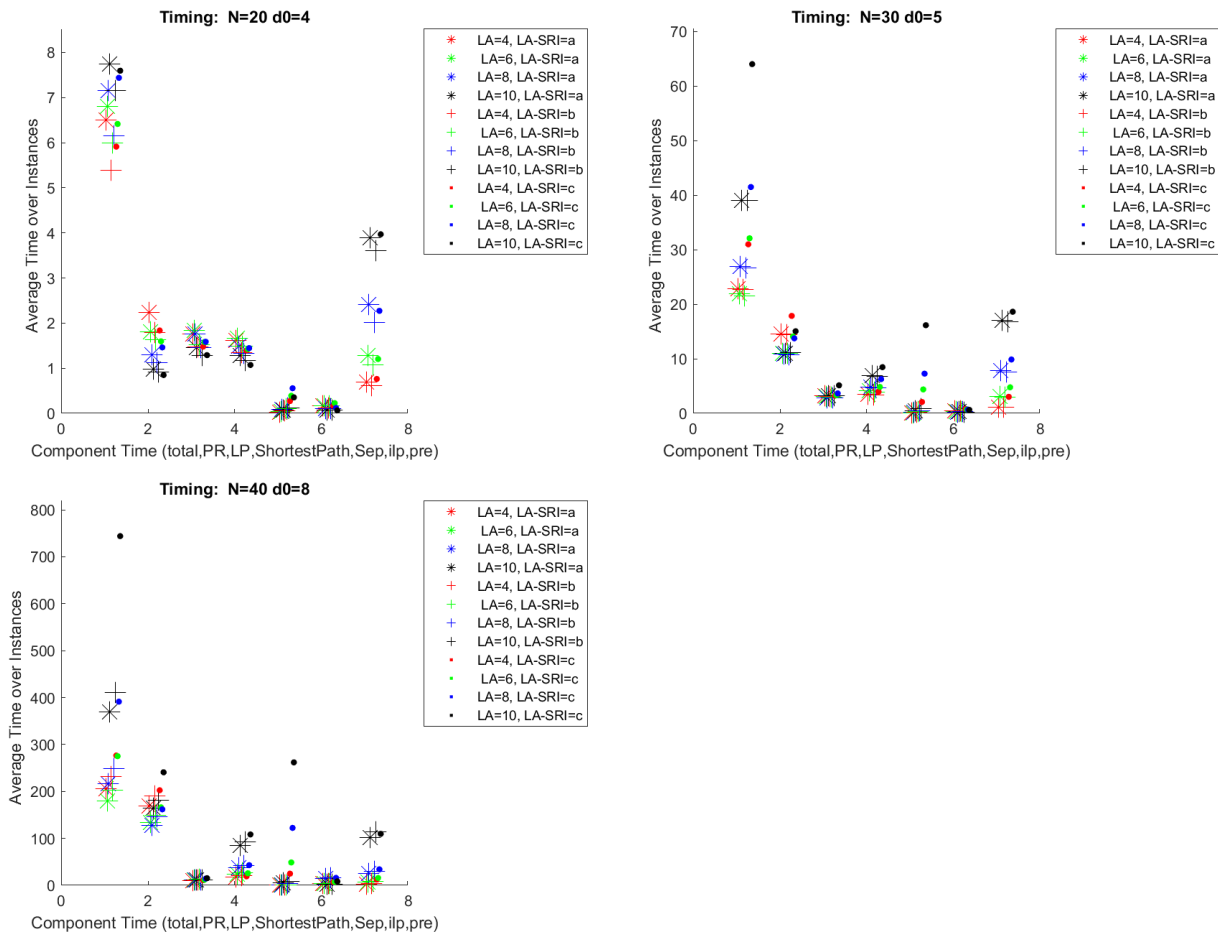 Timing:  N=20 d0=4
Average Time over Instances
8
7
6
5
4
3
2
1
0
0 2 4 6 8
Component Time (total,PR,LP,ShortestPath,Sep,ilp,pre)
LA=4, LA-SRI=a
LA=6, LA-SRI=a
LA=8, LA-SRI=a
LA=10, LA-SRI=a
LA=4, LA-SRI=b
LA=6, LA-SRI=b
LA=8, LA-SRI=b
LA=10, LA-SRI=b
LA=4, LA-SRI=c
LA=6, LA-SRI=c
LA=8, LA-SRI=c
LA=10, LA-SRI=c
Timing:  N=30 d0=5
Average Time over Instances
70
60
50
40
30
20
10
0
0 2 4 6 8
Component Time (total,PR,LP,ShortestPath,Sep,ilp,pre)
LA=4, LA-SRI=a
LA=6, LA-SRI=a
LA=8, LA-SRI=a
LA=10, LA-SRI=a
LA=4, LA-SRI=b
LA=6, LA-SRI=b
LA=8, LA-SRI=b
LA=10, LA-SRI=b
LA=4, LA-SRI=c
LA=6, LA-SRI=c
LA=8, LA-SRI=c
LA=10, LA-SRI=c
Timing:  N=40 d0=8
Average Time over Instances
800
700
600
500
400
300
200
100
0
0 2 4 6 8
Component Time (total,PR,LP,ShortestPath,Sep,ilp,pre)
LA=4, LA-SRI=a
LA=6, LA-SRI=a
LA=8, LA-SRI=a
LA=10, LA-SRI=a
LA=4, LA-SRI=b
LA=6, LA-SRI=b
LA=8, LA-SRI=b
LA=10, LA-SRI=b
LA=4, LA-SRI=c
LA=6, LA-SRI=c
LA=8, LA-SRI=c
LA=10, LA-SRI=c